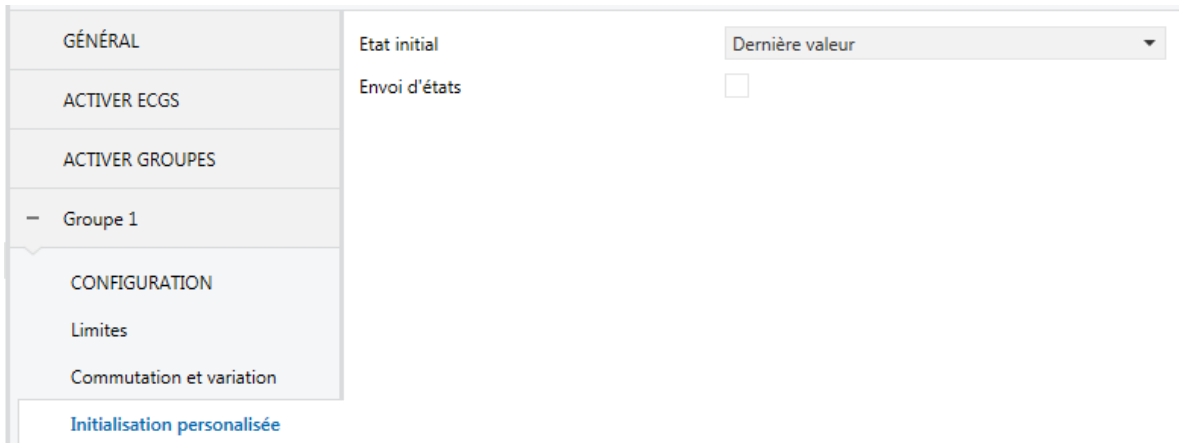 GÉNÉRAL
Etat initial
Dernière valeur
Envoi d'états
ACTIVER ECGS
ACTIVER GROUPES
Groupe 1
CONFIGURATION
Limites
Commutation et variation
Initialisation personalisée